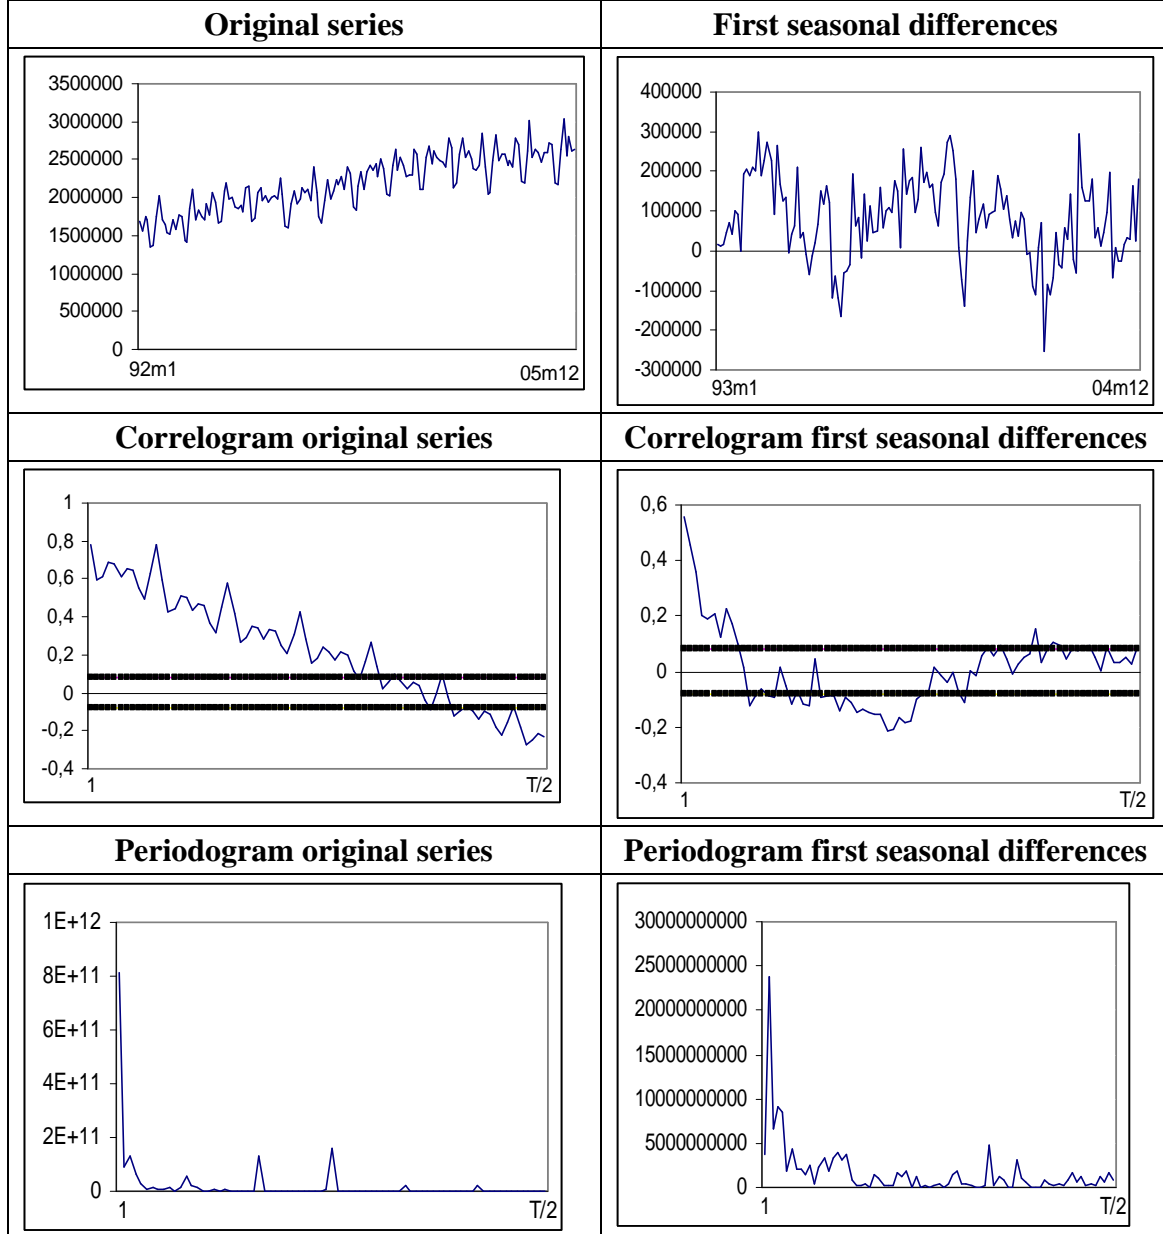 Original series
First seasonal differences
3500000
3000000
2500000
2000000
1500000
1000000
500000
0
92m1
05m12
400000
300000
200000
100000
0
-100000
-200000
-300000
93m1
04m12
Correlogram original series
Correlogram first seasonal differences
1
0,8
0,6
0,4
0,2
0
-0,2
-0,4
1
T/2
0,6
0,4
0,2
0
-0,2
-0,4
1
T/2
Periodogram original series
Periodogram first seasonal differences
1E+12
8E+11
6E+11
4E+11
2E+11
0
1
T/2
30000000000
25000000000
20000000000
15000000000
10000000000
5000000000
0
1
T/2